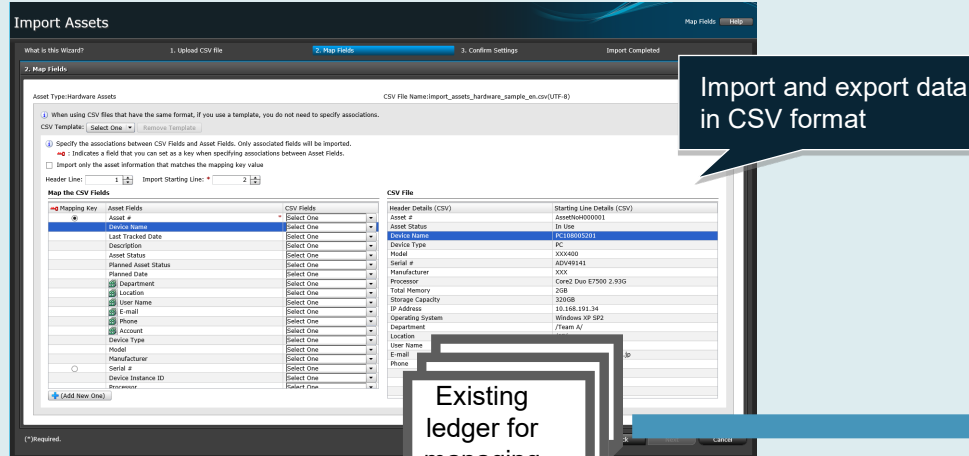 Import Assets
Map Fields Help
What is this Wizard? 1. Upload CSV file 2. Map Fields 3. Confirm Settings Import Completed
2. Map Fields
Asset Type:Hardware Assets CSV File Name:import_assets_hardware_sample_en.csv(UTF-8)
When using CSV files that have the same format, if you use a template, you do not need to specify associations.
CSV Template: Select One Remove Template
Specify the associations between CSV Fields and Asset Fields. Only associated fields will be imported.
: Indicates a field that you can set as a key when specifying associations between Asset Fields.
Import only the asset information that matches the mapping key value
Header Line: 1 Import Starting Line: * 2
Map the CSV Fields
Mapping Key Asset Fields CSV Fields
Asset # * Select One
Device Name Select One
Last Tracked Date Select One
Description Select One
Asset Status Select One
Planned Asset Status Select One
Planned Date Select One
Department Select One
Location Select One
User Name Select One
E-mail Select One
Phone Select One
Account Select One
Device Type Select One
Model Select One
Manufacturer Select One
Serial # Select One
Device Instance ID Select One
Processor Select One
(Add New One)
CSV File
Header Details (CSV) Starting Line Details (CSV)
Asset # AssetNoH000001
Asset Status In Use
Device Name PC108005201
Device Type PC
Model XXX400
Serial # ADV49141
Manufacturer XXX
Processor Core2 Duo E7500 2.93G
Total Memory 2GB
Storage Capacity 320GB
IP Address 10.168.191.34
Operating System Windows XP SP2
Department /Team A/
Location
User Name
E-mail .jp
Phone
(*)Required.
Cancel
Import and export data
in CSV format
Existing
ledger for
managing